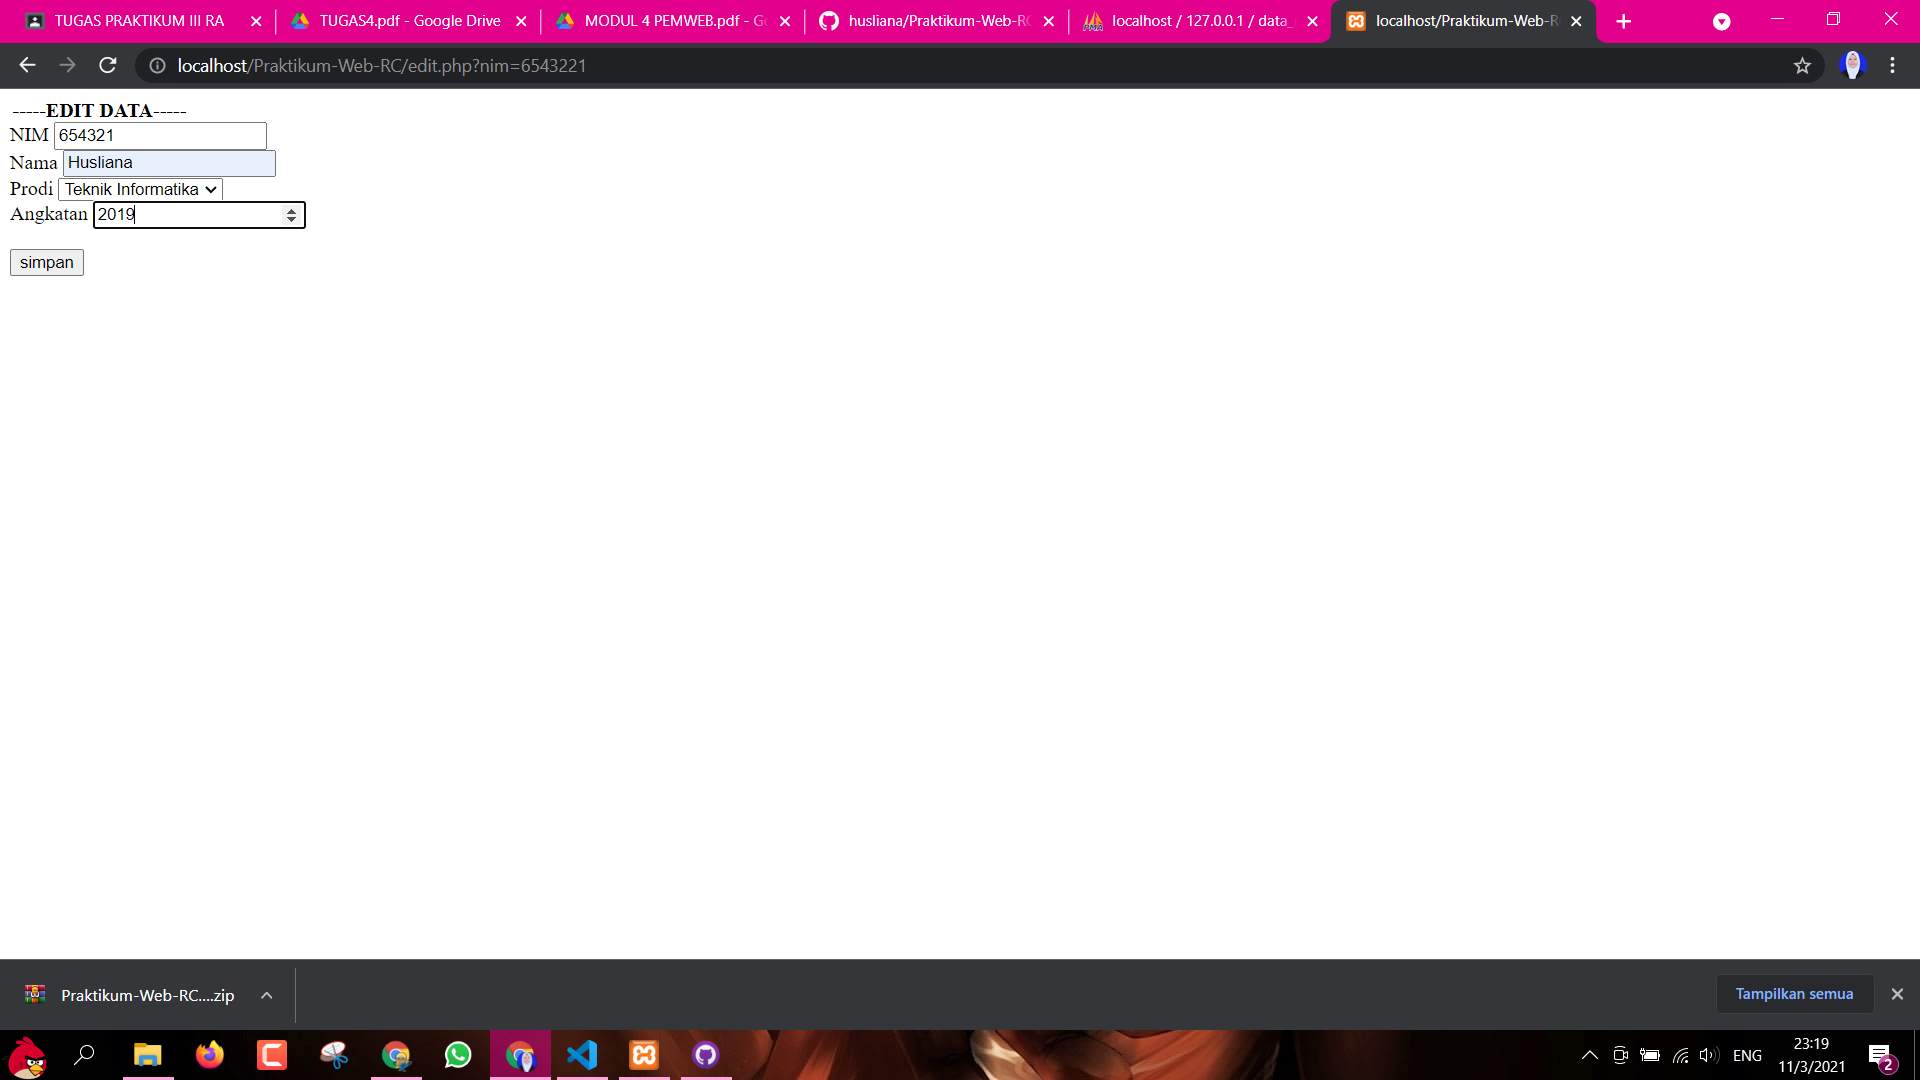 TUGAS PRAKTIKUM III RA
TUGAS4.pdf - Google Drive
MODUL 4 PEMWEB.pdf - Go
husliana/Praktikum-Web-RC
localhost / 127.0.0.1 / data_
localhost/Praktikum-Web-R
localhost/Praktikum-Web-RC/edit.php?nim=6543221
-----EDIT DATA-----
NIM 654321
Nama Husliana
Prodi Teknik Informatika
Angkatan 2019
simpan
Praktikum-Web-RC....zip
Tampilkan semua
ENG
23:19
11/3/2021
2